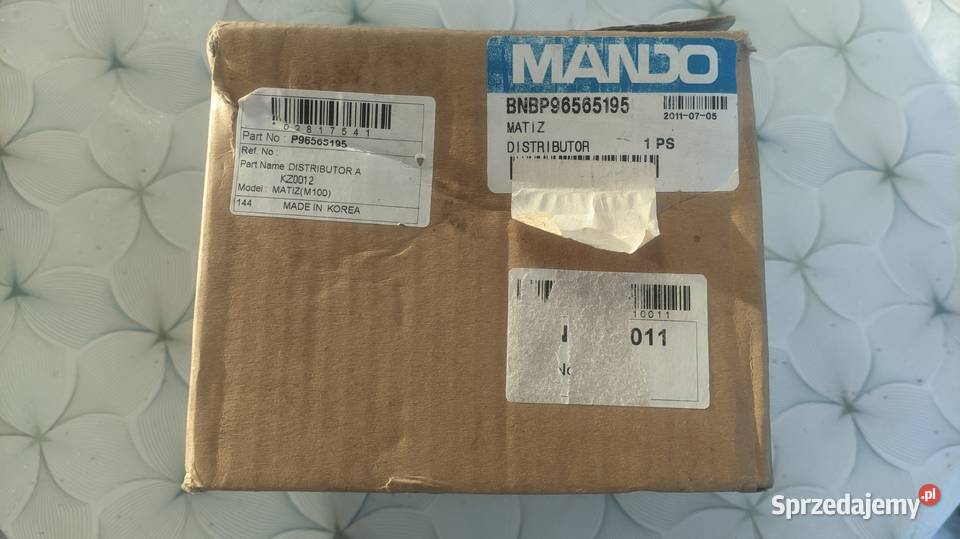 MANDO
BNBP96565195
2011-07-05
MATIZ
DISTRIBUTOR 1 PS
Part No : P96565195
Ref. No :
Part Name DISTRIBUTOR A
KZ0012
Model : MATIZ(M100)
144 MADE IN KOREA
10011
011
Sprzedajemy.pl